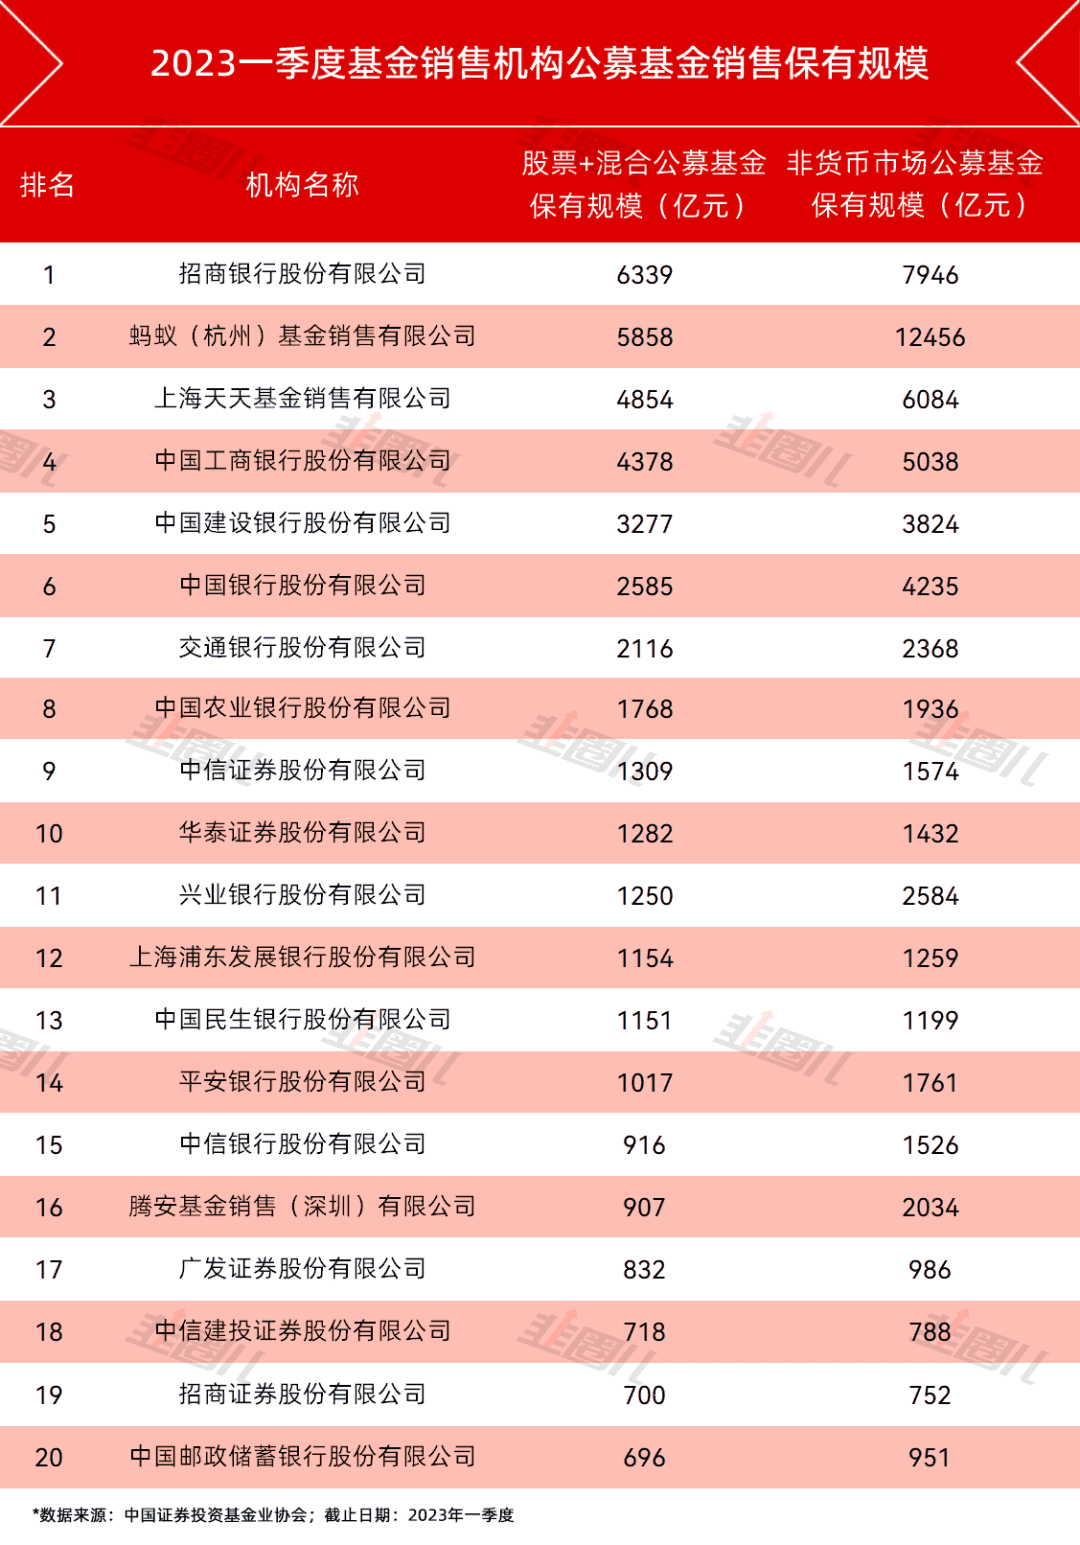 2023一季度基金销售机构公募基金销售保有规模
排名 机构名称 股票+混合公募基金保有规模（亿元） 非货币市场公募基金保有规模（亿元）
1 招商银行股份有限公司 6339 7946
2 蚂蚁（杭州）基金销售有限公司 5858 12456
3 上海天天基金销售有限公司 4854 6084
4 中国工商银行股份有限公司 4378 5038
5 中国建设银行股份有限公司 3277 3824
6 中国银行股份有限公司 2585 4235
7 交通银行股份有限公司 2116 2368
8 中国农业银行股份有限公司 1768 1936
9 中信证券股份有限公司 1309 1574
10 华泰证券股份有限公司 1282 1432
11 兴业银行股份有限公司 1250 2584
12 上海浦东发展银行股份有限公司 1154 1259
13 中国民生银行股份有限公司 1151 1199
14 平安银行股份有限公司 1017 1761
15 中信银行股份有限公司 916 1526
16 腾安基金销售（深圳）有限公司 907 2034
17 广发证券股份有限公司 832 986
18 中信建投证券股份有限公司 718 788
19 招商证券股份有限公司 700 752
20 中国邮政储蓄银行股份有限公司 696 951
*数据来源：中国证券投资基金业协会；截止日期：2023年一季度
韭圈儿